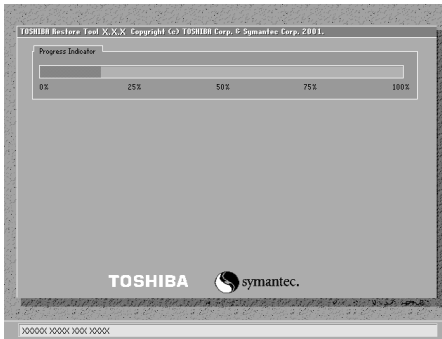 TOSHIBA Restore Tool X.X.X Copyright (c) TOSHIBA Corp. & Symantec Corp. 2001.
Progress Indicator
0% 25% 50% 75% 100%
TOSHIBA symantec.
XXXXXX XXXX XXX XXXX